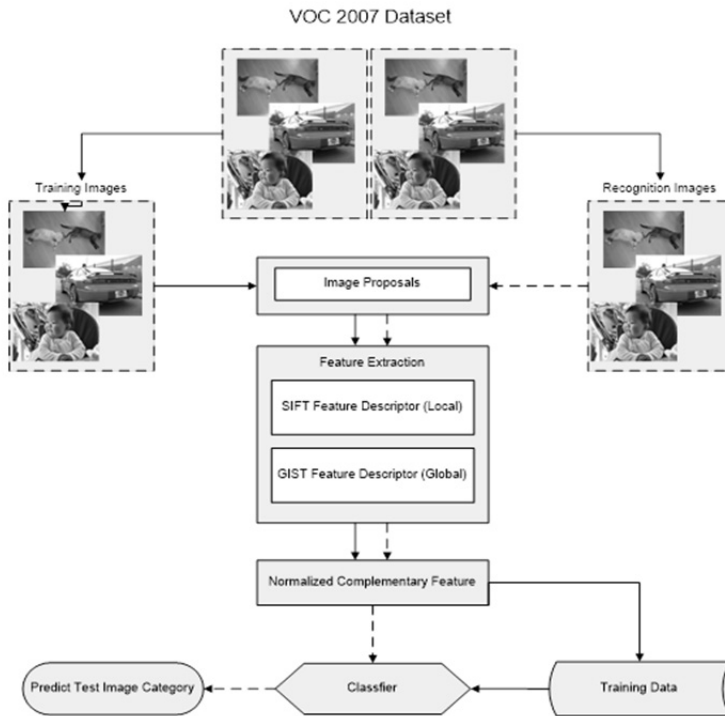 VOC 2007 Dataset
Training Images
Recognition Images
Image Proposals
Feature Extraction
SIFT Feature Descriptor (Local)
GIST Feature Descriptor (Global)
Normalized Complementary Feature
Predict Test Image Category
Classfier
Training Data